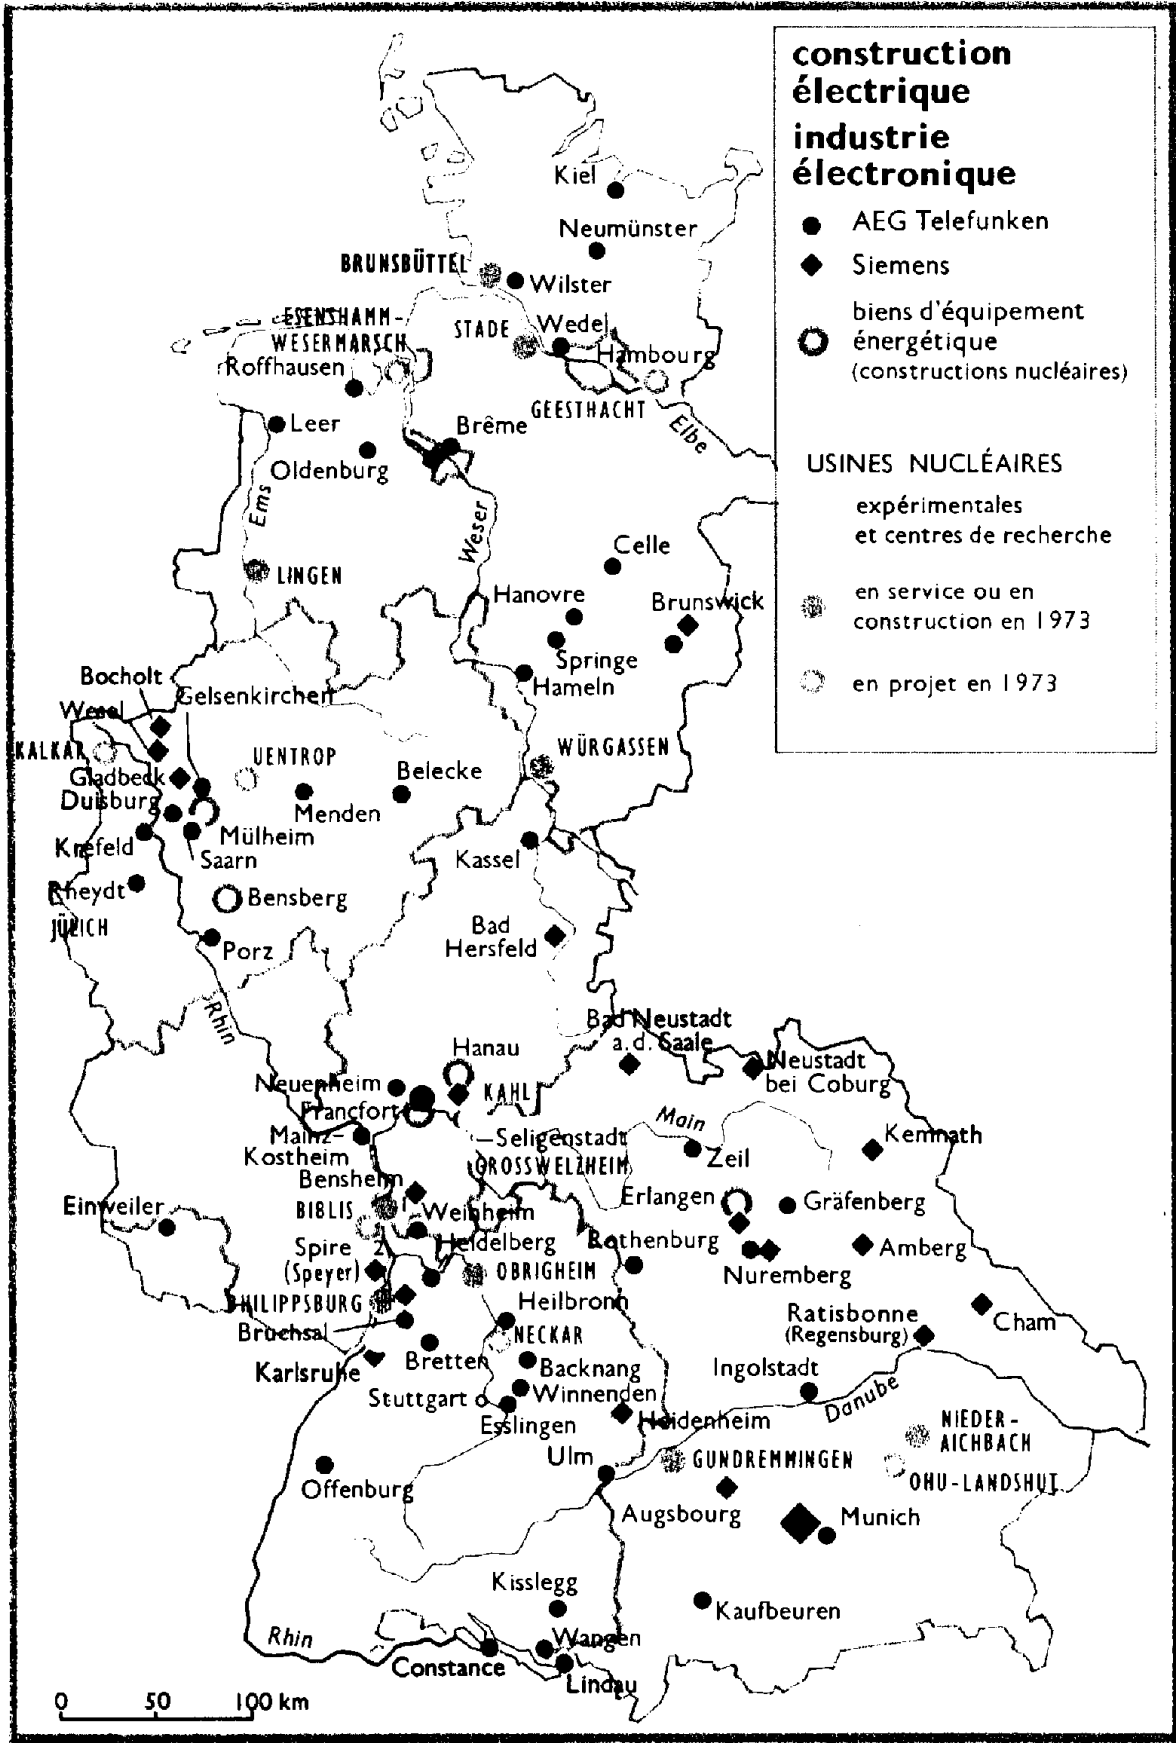 construction
électrique
industrie
électronique
AEG Telefunken
Siemens
biens d'équipement
énergétique
(constructions nucléaires)
USINES NUCLÉAIRES
expérimentales
et centres de recherche
en service ou en
construction en 1973
en projet en 1973
Kiel
Neumünster
BRUNSBÜTTEL
Wilster
ESENSHAMM-
WESERMARSCH
STADE
Wedel
Hambourg
Roffhausen
GEESTHACHT
Elbe
Leer
Brême
Oldenburg
Ems
Weser
Celle
LINGEN
Hanovre
Brunswick
Springe
Hameln
Bocholt
Gelsenkirchen
Wesel
KALKAR
UENTROP
WÜRGASSEN
Gladbeck
Belecke
Duisburg
Menden
Krefeld
Mülheim
Saarn
Kassel
Rheydt
Bensberg
JÜLICH
Bad
Hersfeld
Porz
Rhin
Bad Neustadt
a.d. Saale
Hanau
Neustadt
bei Coburg
Neuenheim
KAHL
Francfort
Main
Mainz-
Kostheim
-Seligenstadt
GROSSWELZHEIM
Kemnath
Zeil
Bensheim
Erlangen
Gräfenberg
Einweiler
BIBLIS
Weinheim
Spire 2
(Speyer)
Heidelberg
Rothenburg
Amberg
OBRIGHEIM
Nuremberg
PHILIPPSBURG
Heilbronn
Cham
Bruchsal
NECKAR
Ratisbonne
(Regensburg)
Karlsruhe
Bretten
Backnang
Ingolstadt
Stuttgart
Winnenden
Danube
Esslingen
Heidenheim
NIEDER-
AICHBACH
Ulm
GUNDREMMINGEN
OHU-LANDSHUT
Offenburg
Augsbourg
Munich
Kisslegg
Kaufbeuren
Rhin
Wangen
Constance
Lindau
0 50 100 km